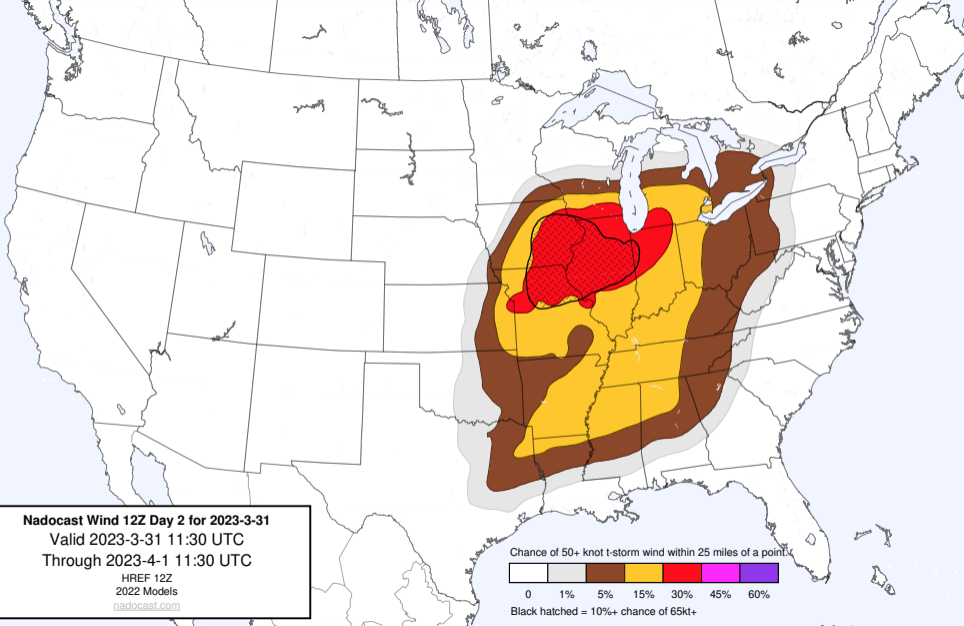 Nadocast Wind 12Z Day 2 for 2023-3-31
Valid 2023-3-31 11:30 UTC
Through 2023-4-1 11:30 UTC
HREF 12Z
2022 Models
nadocast.com
Chance of 50+ knot t-storm wind within 25 miles of a point.
0 1% 5% 15% 30% 45% 60%
Black hatched = 10%+ chance of 65kt+